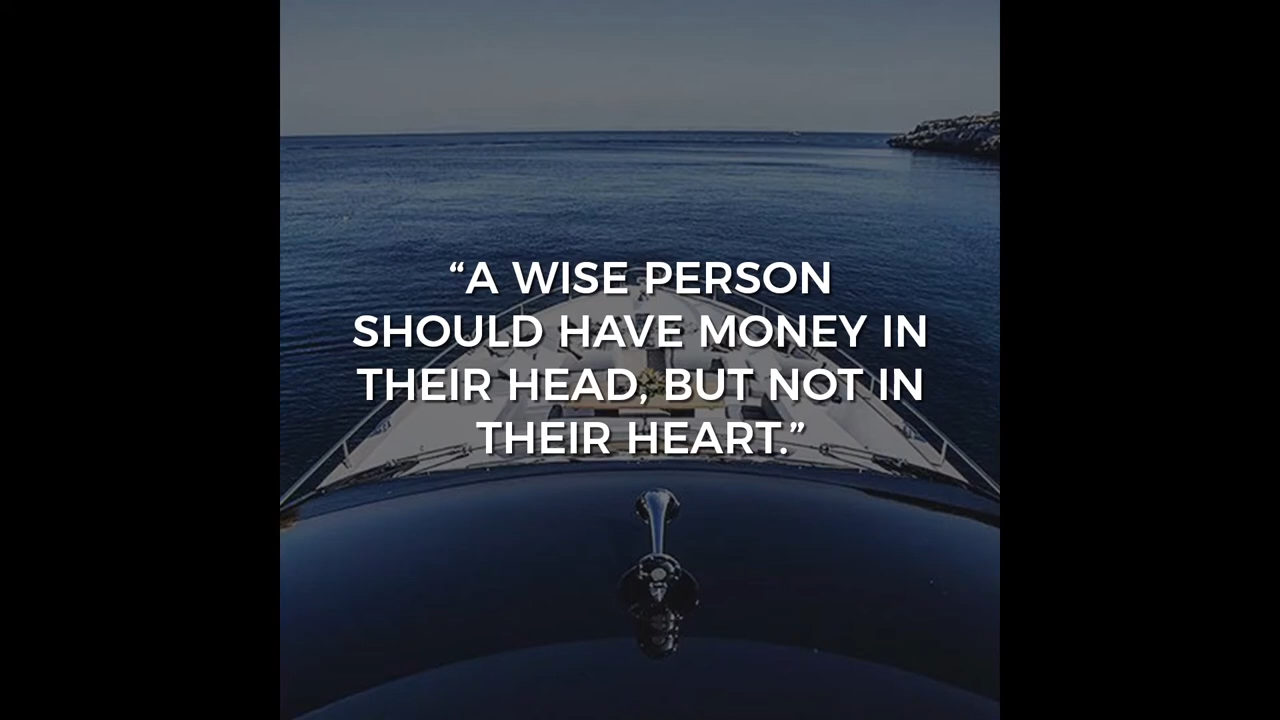 “A WISE PERSON
SHOULD HAVE MONEY IN
THEIR HEAD, BUT NOT IN
THEIR HEART.”